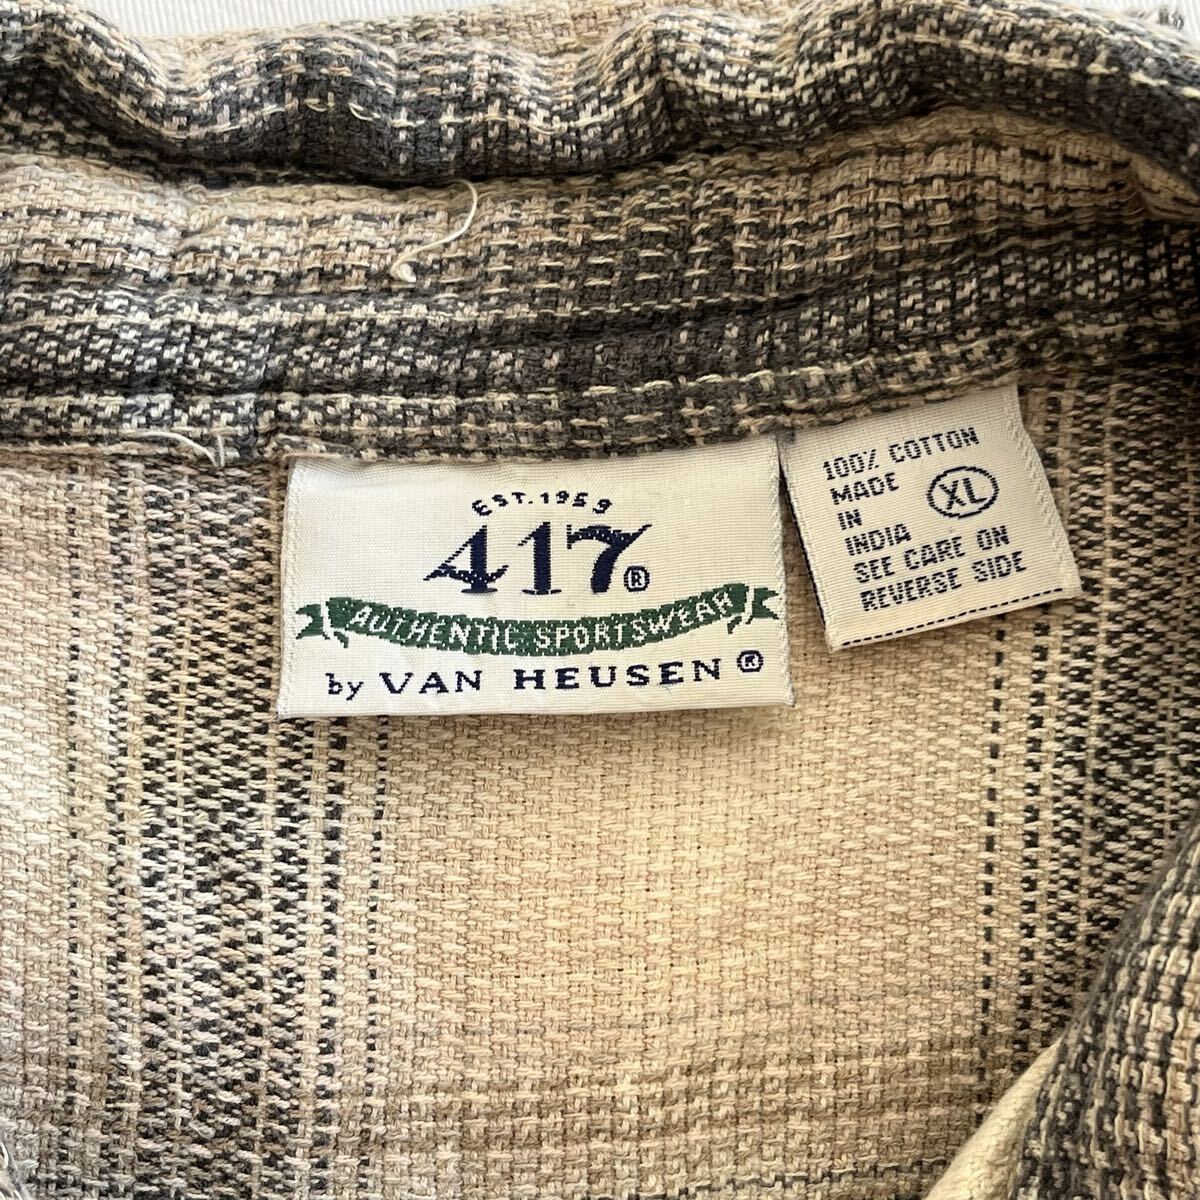 EST. 1959
417®
AUTHENTIC SPORTSWEAR
by VAN HEUSEN®
100% COTTON
MADE
IN
INDIA
XL
SEE CARE ON
REVERSE SIDE